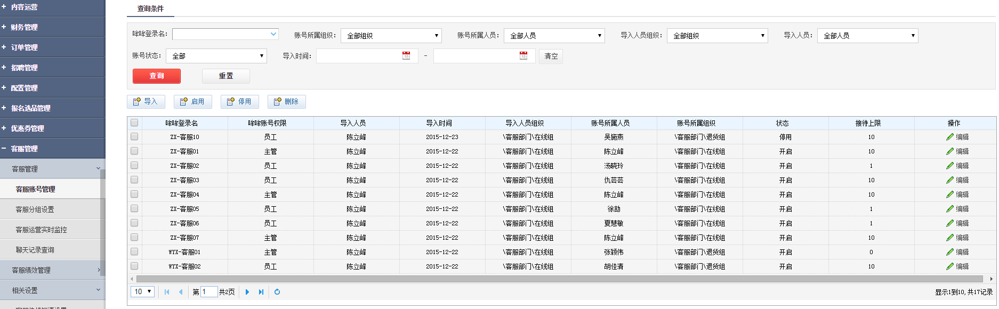 内容运营
财务管理
订单管理
招聘管理
配置管理
报名选品管理
优惠券管理
客服管理
客服管理
客服账号管理
客服分组设置
客服运营实时监控
聊天记录查询
客服绩效管理
相关设置
查询条件
哞哞登录名： 账号所属组织： 全部组织 账号所属人员： 全部人员 导入人员组织： 全部组织 导入人员： 全部人员
账号状态： 全部 导入时间： - 清空
查询 重置
导入 启用 停用 删除
哞哞登录名 哞哞账号权限 导入人员 导入时间 导入人员组织 账号所属人员 账号所属组织 状态 接待上限 操作
ZX-客服10 员工 陈立峰 2015-12-23 \客服部门\在线组 吴施燕 \客服部门\退货组 停用 10 编辑
ZX-客服01 主管 陈立峰 2015-12-22 \客服部门\在线组 陈立峰 \客服部门\在线组 开启 10 编辑
ZX-客服02 员工 陈立峰 2015-12-22 \客服部门\在线组 汤晓玲 \客服部门\在线组 开启 1 编辑
ZX-客服03 员工 陈立峰 2015-12-22 \客服部门\在线组 仇芸芸 \客服部门\在线组 开启 10 编辑
ZX-客服04 主管 陈立峰 2015-12-22 \客服部门\在线组 陈立峰 \客服部门\在线组 开启 10 编辑
ZX-客服05 员工 陈立峰 2015-12-22 \客服部门\在线组 徐劼 \客服部门\在线组 开启 1 编辑
ZX-客服06 员工 陈立峰 2015-12-22 \客服部门\在线组 夏慧敏 \客服部门\在线组 开启 1 编辑
ZX-客服07 主管 陈立峰 2015-12-22 \客服部门\在线组 陈立峰 \客服部门\在线组 开启 10 编辑
WYX-客服01 主管 陈立峰 2015-12-22 \客服部门\在线组 张颖伟 \客服部门\退货组 开启 0 编辑
WYX-客服02 员工 陈立峰 2015-12-22 \客服部门\在线组 胡佳清 \客服部门\退货组 开启 10 编辑
10 第 1 共2页 显示1到10,共17记录